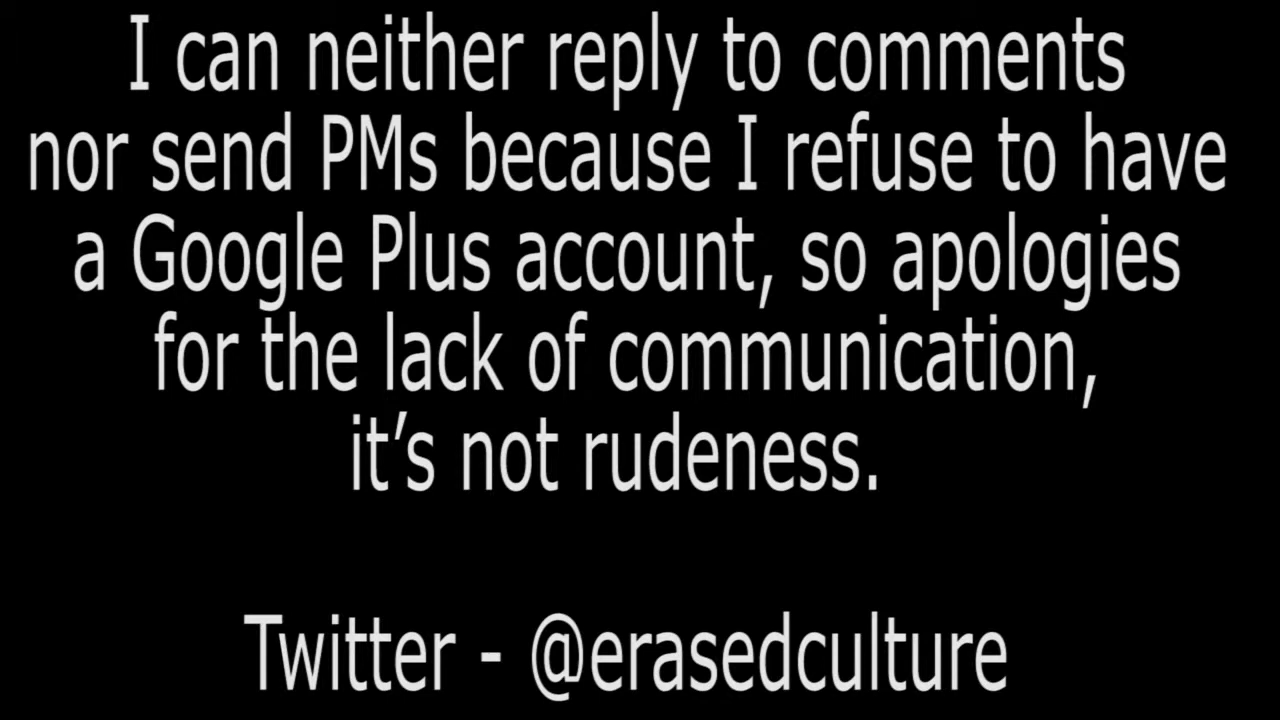 I can neither reply to comments
nor send PMs because I refuse to have
a Google Plus account, so apologies
for the lack of communication,
it’s not rudeness.
Twitter - @erasedculture